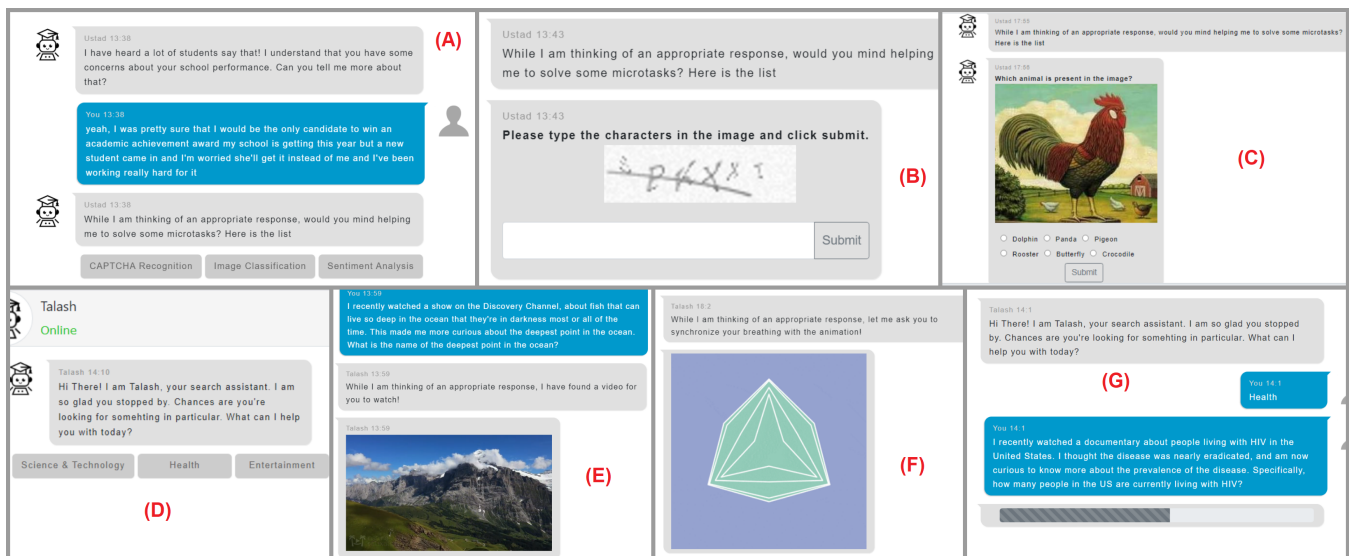 Ustad 13:38
I have heard a lot of students say that! I understand that you have some
concerns about your school performance. Can you tell me more about
that?
(A)
You 13:38
yeah, I was pretty sure that I would be the only candidate to win an
academic achievement award my school is getting this year but a new
student came in and I'm worried she'll get it instead of me and I've been
working really hard for it
Ustad 13:38
While I am thinking of an appropriate response, would you mind helping
me to solve some microtasks? Here is the list
CAPTCHA Recognition
Image Classification
Sentiment Analysis
Ustad 13:43
While I am thinking of an appropriate response, would you mind helping
me to solve some microtasks? Here is the list
Ustad 13:43
Please type the characters in the image and click submit.
(B)
Submit
While I am thinking of an appropriate response, would you mind helping me to solve some microtasks?
Here is the list
Which animal is present in the image?
(C)
Dolphin
Panda
Pigeon
Rooster
Butterfly
Crocodile
Submit
Talash
Online
Talash 14:10
Hi There! I am Talash, your search assistant. I am
so glad you stopped by. Chances are you're
looking for somehting in particular. What can I help
you with today?
Science & Technology
Health
Entertainment
(D)
You 13:59
I recently watched a show on the Discovery Channel, about fish that can
live so deep in the ocean that they're in darkness most or all of the
time. This made me more curious about the deepest point in the ocean.
What is the name of the deepest point in the ocean?
Talash 13:59
While I am thinking of an appropriate response, I have found a video for
you to watch!
Talash 13:59
(E)
Talash 18:2
While I am thinking of an appropriate response, let me ask you to
synchronize your breathing with the animation!
(F)
Talash 14:1
Hi There! I am Talash, your search assistant. I am so glad you stopped
by. Chances are you're looking for somehting in particular. What can I
help you with today?
(G)
You 14:1
Health
You 14:1
I recently watched a documentary about people living with HIV in the
United States. I thought the disease was nearly eradicated, and am now
curious to know more about the prevalence of the disease. Specifically,
how many people in the US are currently living with HIV?